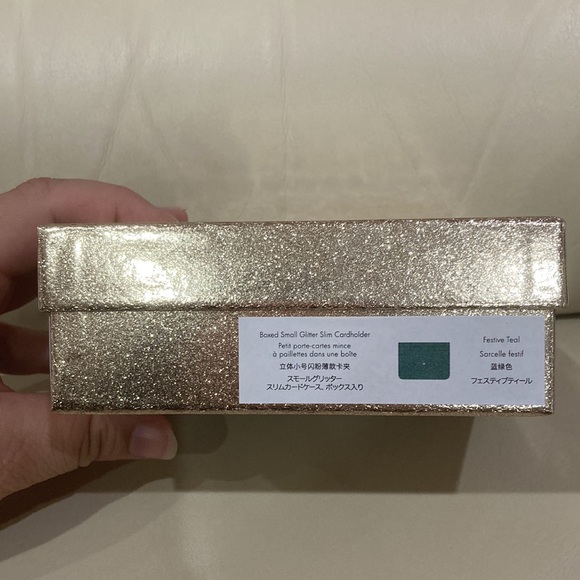 Boxed Small Glitter Slim Cardholder
Petit porte-cartes mince
à paillettes dans une boîte
立体小号闪粉薄款卡夹
スモールグリッター
スリムカードケース、ボックス入り
Festive Teal
Sarcelle festif
蓝绿色
フェスティブティール